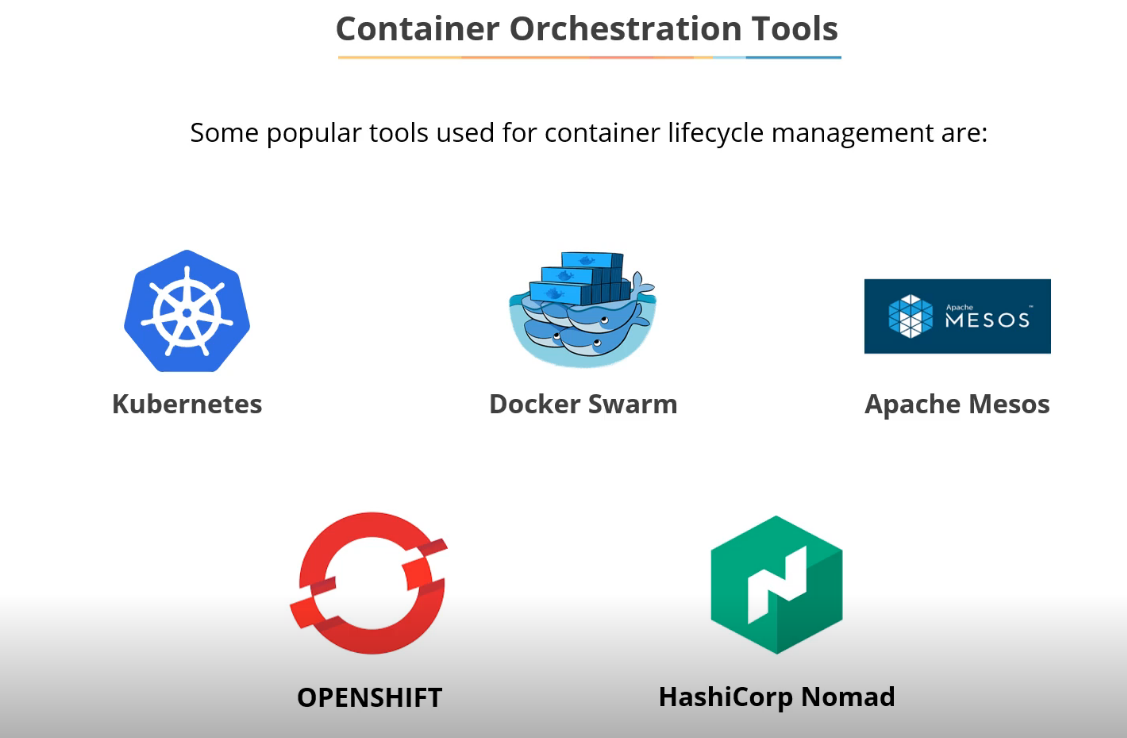 Container Orchestration Tools
Some popular tools used for container lifecycle management are:
Apache
MESOS™
Kubernetes
Docker Swarm
Apache Mesos
OPENSHIFT
HashiCorp Nomad